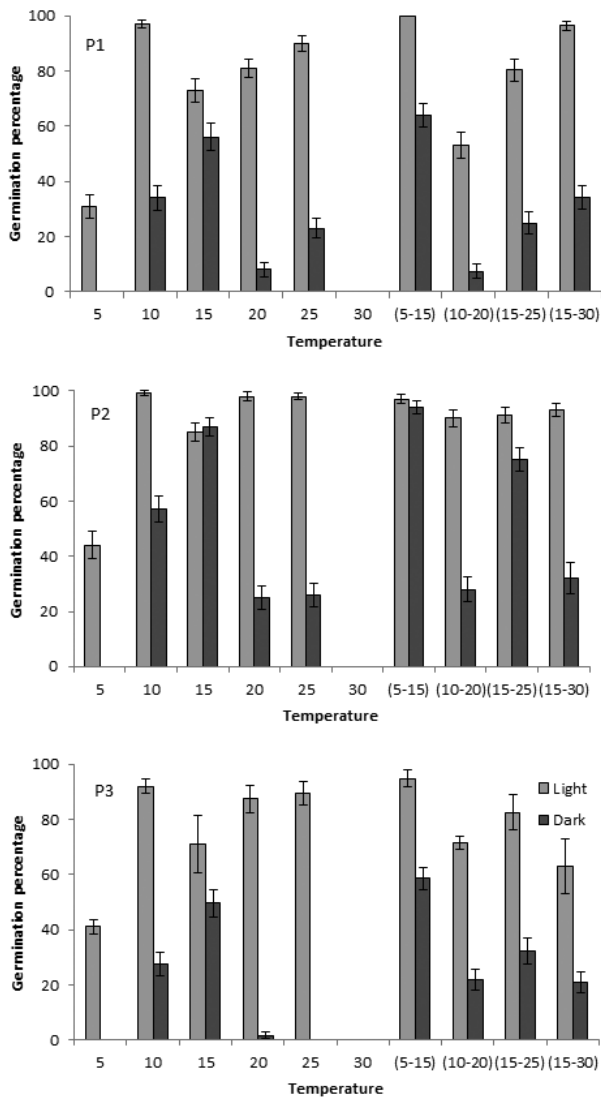 100
P1
80
60
40
20
0
Germination percentage
5 10 15 20 25 30 (5-15) (10-20)(15-25) (15-30)
Temperature
100
P2
80
60
40
20
0
Germination percentage
5 10 15 20 25 30 (5-15) (10-20)(15-25) (15-30)
Temperature
100
P3
Light
Dark
80
60
40
20
0
Germination percentage
5 10 15 20 25 30 (5-15) (10-20)(15-25) (15-30)
Temperature